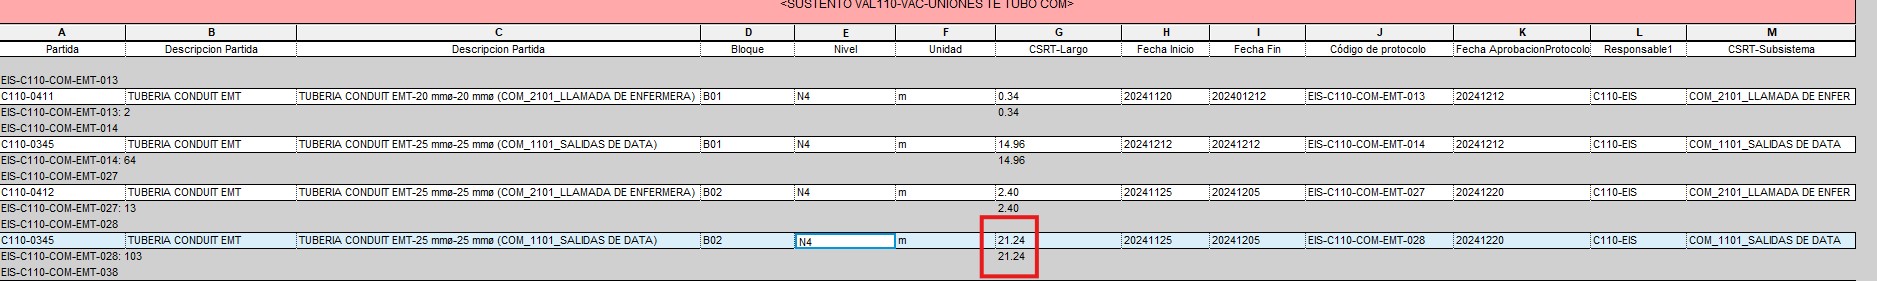 <SUSTENTO VAL110-VAC-UNIONES TE TUBO COM>
A B C D E F G H I J K L M
Partida Descripcion Partida Descripcion Partida Bloque Nivel Unidad CSRT-Largo Fecha Inicio Fecha Fin Código de protocolo Fecha AprobacionProtocolo Responsable1 CSRT-Subsistema
EIS-C110-COM-EMT-013
C110-0411 TUBERIA CONDUIT EMT TUBERIA CONDUIT EMT-20 mmø-20 mmø (COM_2101_LLAMADA DE ENFERMERA) B01 N4 m 0.34 20241120 202401212 EIS-C110-COM-EMT-013 20241212 C110-EIS COM_2101_LLAMADA DE ENFER
EIS-C110-COM-EMT-013: 2 0.34
EIS-C110-COM-EMT-014
C110-0345 TUBERIA CONDUIT EMT TUBERIA CONDUIT EMT-25 mmø-25 mmø (COM_1101_SALIDAS DE DATA) B01 N4 m 14.96 20241212 20241212 EIS-C110-COM-EMT-014 20241212 C110-EIS COM_1101_SALIDAS DE DATA
EIS-C110-COM-EMT-014: 64 14.96
EIS-C110-COM-EMT-027
C110-0412 TUBERIA CONDUIT EMT TUBERIA CONDUIT EMT-25 mmø-25 mmø (COM_2101_LLAMADA DE ENFERMERA) B02 N4 m 2.40 20241125 20241205 EIS-C110-COM-EMT-027 20241220 C110-EIS COM_2101_LLAMADA DE ENFER
EIS-C110-COM-EMT-027: 13 2.40
EIS-C110-COM-EMT-028
C110-0345 TUBERIA CONDUIT EMT TUBERIA CONDUIT EMT-25 mmø-25 mmø (COM_1101_SALIDAS DE DATA) B02 N4 m 21.24 20241125 20241205 EIS-C110-COM-EMT-028 20241220 C110-EIS COM_1101_SALIDAS DE DATA
EIS-C110-COM-EMT-028: 103 21.24
EIS-C110-COM-EMT-038